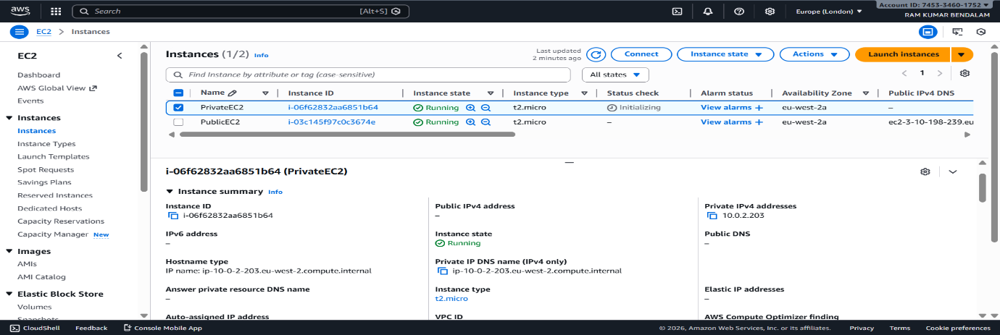 aws
Search [Alt+S]
Europe (London)
Account ID: 7453-3460-1752
RAM KUMAR BENDALAM
EC2 > Instances
EC2
Dashboard
AWS Global View
Events
Instances
Instances
Instance Types
Launch Templates
Spot Requests
Savings Plans
Reserved Instances
Dedicated Hosts
Capacity Reservations
Capacity Manager New
Images
AMIs
AMI Catalog
Elastic Block Store
Volumes
Snapshots
Instances (1/2) Info
Last updated
2 minutes ago
Connect
Instance state
Actions
Launch instances
Find Instance by attribute or tag (case-sensitive)
All states
1
Name Instance ID Instance state Instance type Status check Alarm status Availability Zone Public IPv4 DNS
PrivateEC2 i-06f62832aa6851b64 Running t2.micro Initializing View alarms + eu-west-2a –
PublicEC2 i-03c145f97c0c3674e Running t2.micro – View alarms + eu-west-2a ec2-3-10-198-239.eu
i-06f62832aa6851b64 (PrivateEC2)
Instance summary Info
Instance ID
i-06f62832aa6851b64
Public IPv4 address
–
Private IPv4 addresses
10.0.2.203
IPv6 address
–
Instance state
Running
Public DNS
–
Hostname type
IP name: ip-10-0-2-203.eu-west-2.compute.internal
Private IP DNS name (IPv4 only)
ip-10-0-2-203.eu-west-2.compute.internal
Answer private resource DNS name
–
Instance type
t2.micro
Elastic IP addresses
–
Auto-assigned IP address
VPC ID
AWS Compute Optimizer finding
CloudShell Feedback Console Mobile App
© 2026, Amazon Web Services, Inc. or its affiliates. Privacy Terms Cookie preferences